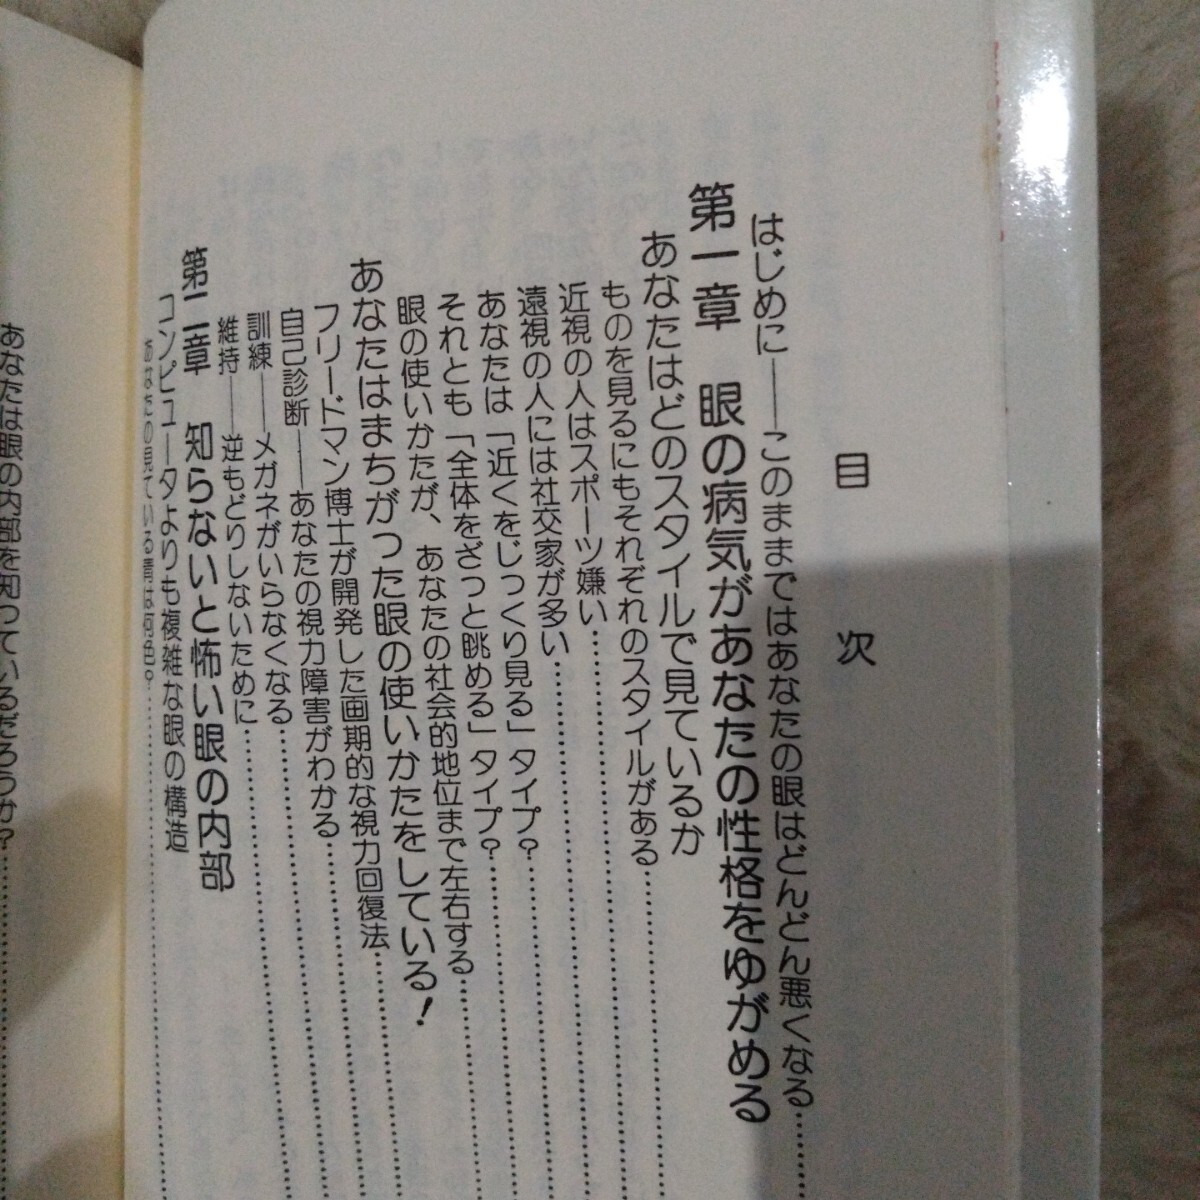 目次
はじめに──このままではあなたの眼はどんどん悪くなる……
第一章　眼の病気があなたの性格をゆがめる
あなたはどのスタイルで見ているか
ものを見るにもそれぞれのスタイルがある……
近視の人はスポーツ嫌い……
遠視の人には社交家が多い……
あなたは「近くをじっくり見る」タイプ?……
それとも「全体をざっと眺める」タイプ?……
眼の使いかたが、あなたの社会的地位まで左右する……
あなたはまちがった眼の使いかたをしている!
フリードマン博士が開発した画期的な視力回復法……
自己診断──あなたの視力障害がわかる……
訓練──メガネがいらなくなる……
維持──逆もどりしないために……
第二章　知らないと怖い眼の内部
コンピュータよりも複雑な眼の構造
あなたの見ている青は何色?……
あなたは眼の内部を知っているだろうか?……